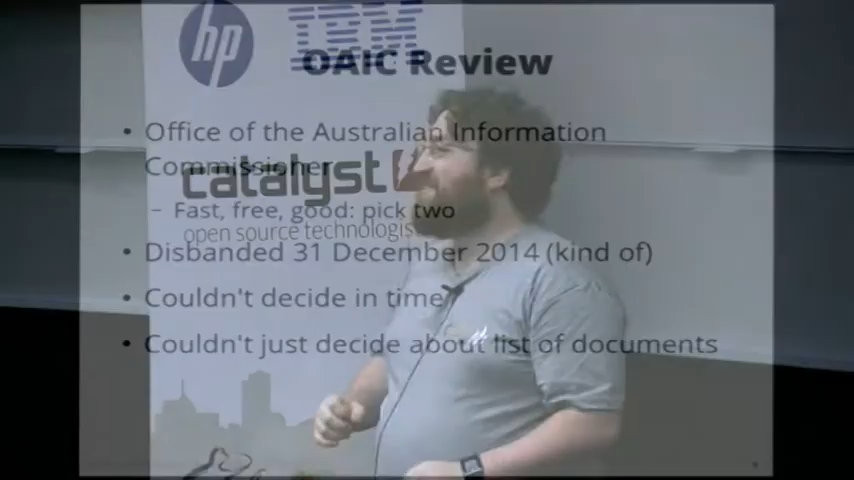 hp
IBM
OAIC Review
• Office of the Australian Information
Commissioner
catalyst
– Fast, free, good: pick two
open source technologist
• Disbanded 31 December 2014 (kind of)
• Couldn't decide in time
• Couldn't just decide about list of documents